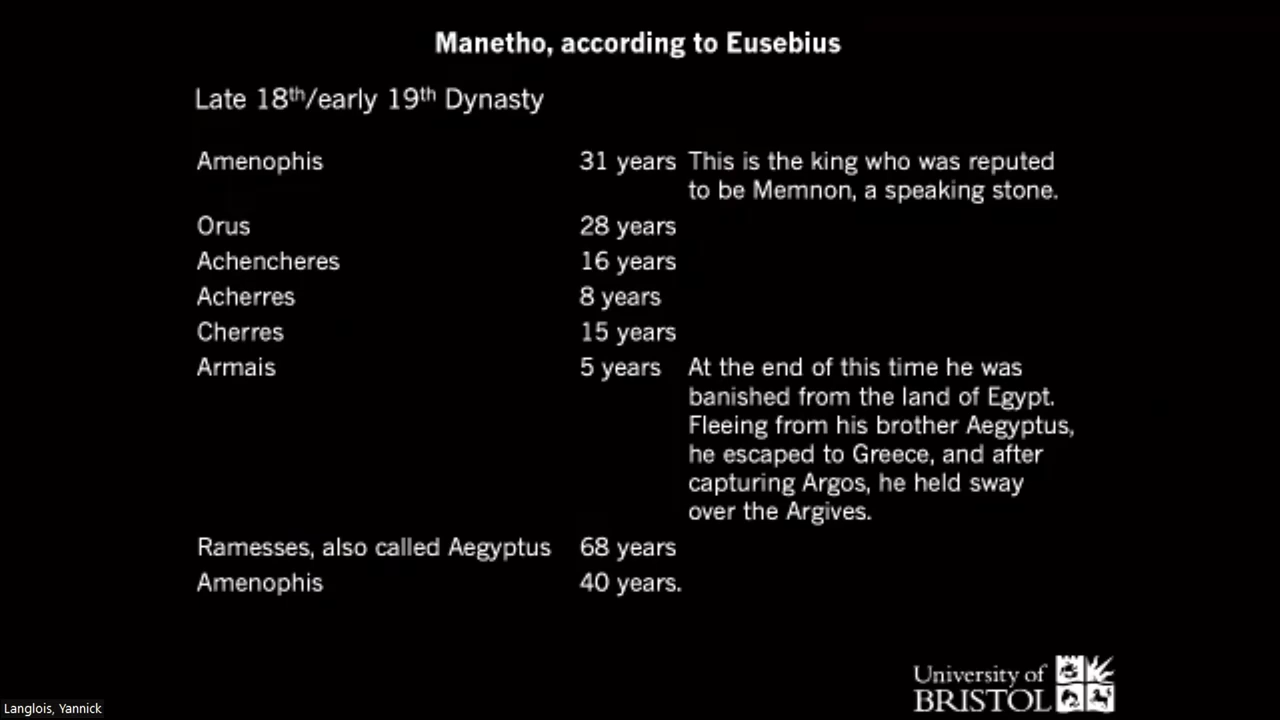 Manetho, according to Eusebius
Late 18th/early 19th Dynasty
Amenophis 31 years This is the king who was reputed
to be Memnon, a speaking stone.
Orus 28 years
Achencheres 16 years
Acherres 8 years
Cherres 15 years
Armais 5 years At the end of this time he was
banished from the land of Egypt.
Fleeing from his brother Aegyptus,
he escaped to Greece, and after
capturing Argos, he held sway
over the Argives.
Ramesses, also called Aegyptus 68 years
Amenophis 40 years.
University of
BRISTOL
Langlois, Yannick